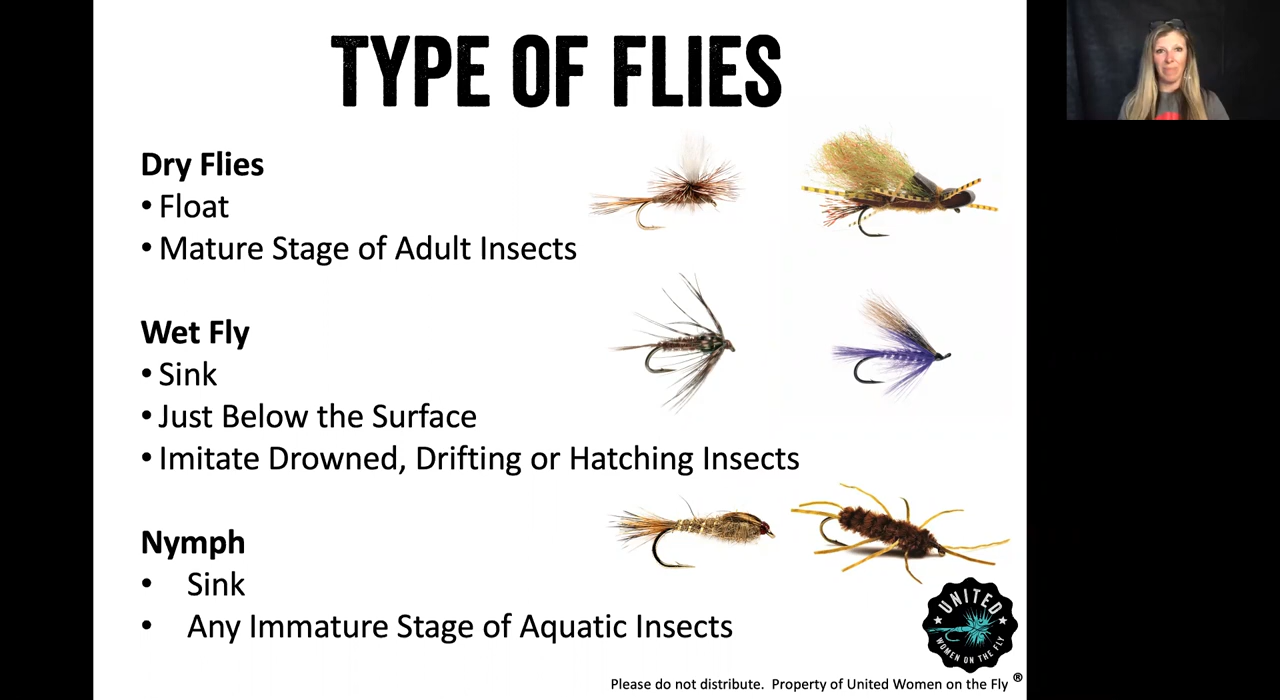 TYPE OF FLIES
Dry Flies
• Float
• Mature Stage of Adult Insects
Wet Fly
• Sink
• Just Below the Surface
• Imitate Drowned, Drifting or Hatching Insects
Nymph
• Sink
• Any Immature Stage of Aquatic Insects
UNITED
WOMEN ON THE FLY
Please do not distribute. Property of United Women on the Fly ®